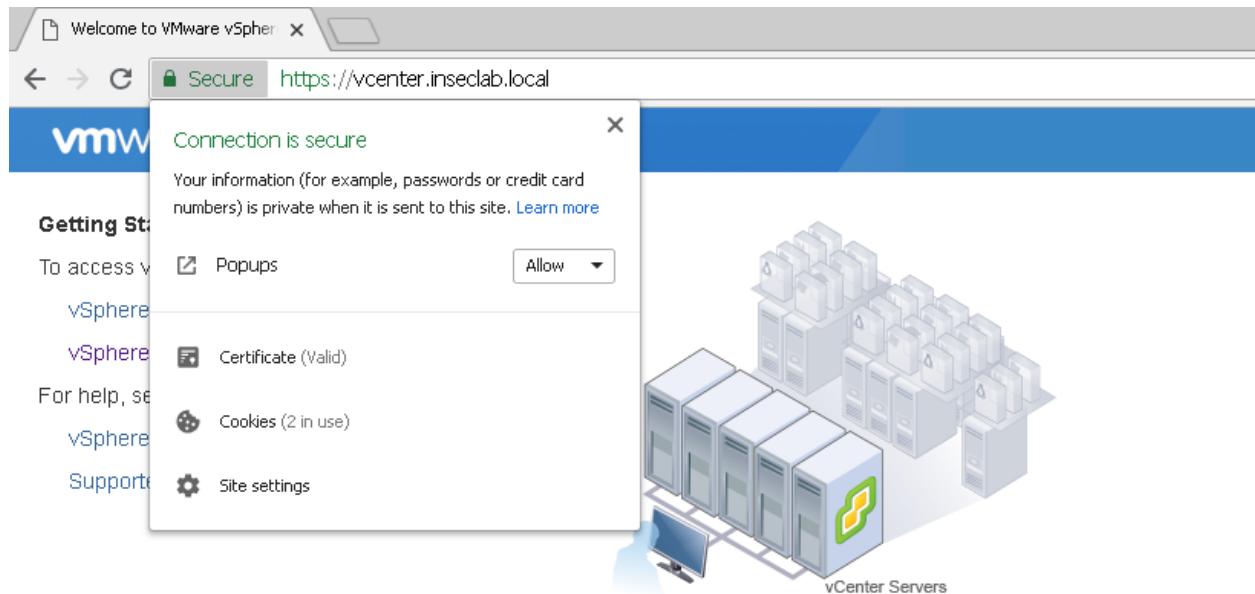 Welcome to VMware vSpher
Secure https://vcenter.inseclab.local
vmw
Connection is secure
Your information (for example, passwords or credit card
numbers) is private when it is sent to this site. Learn more
Getting Sta
To access v
Popups Allow
vSphere
vSphere
Certificate (Valid)
For help, se
Cookies (2 in use)
vSphere
Supporte
Site settings
vCenter Servers